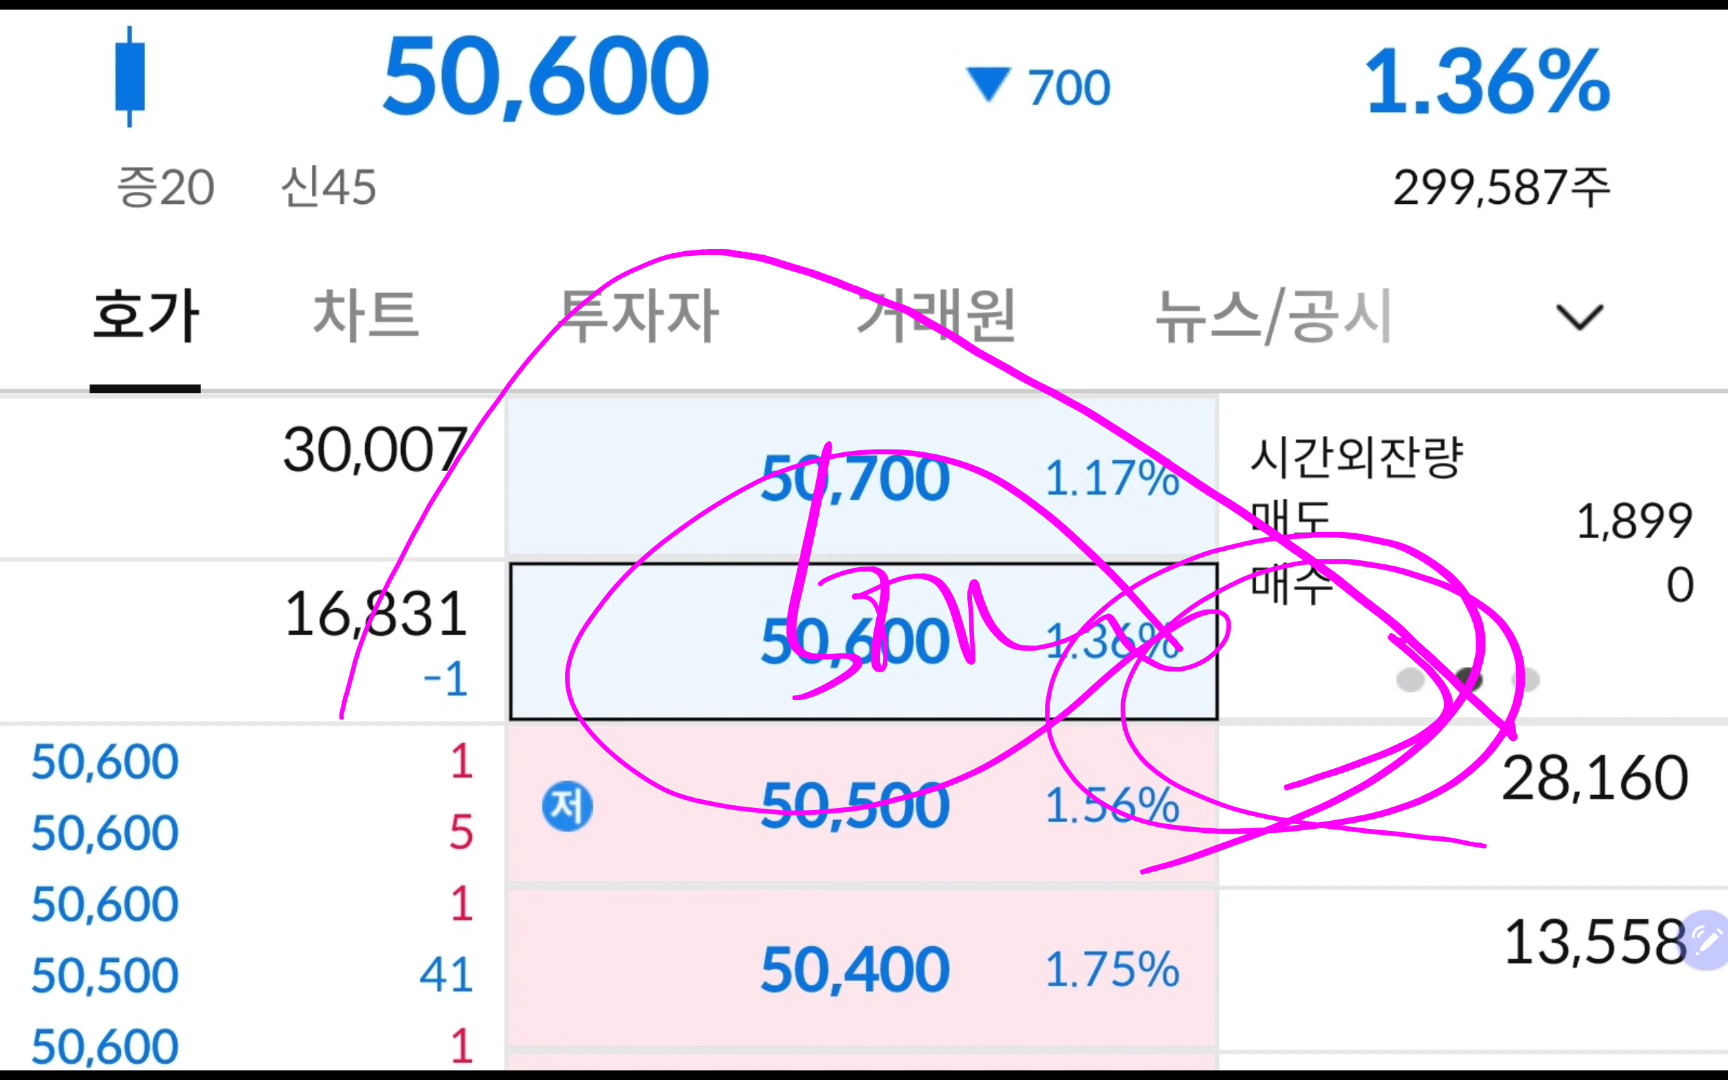 50,600 ▼ 700 1.36%
증20 신45 299,587주
호가 차트 투자자 거래원 뉴스/공시
30,007 50,700 1.17% 시간외잔량
매도 1,899
16,831 50,600 1.36% 매수 0
-1
50,600 1 저 50,500 1.56% 28,160
50,600 5
50,600 1 50,400 1.75% 13,558
50,500 41
50,600 1